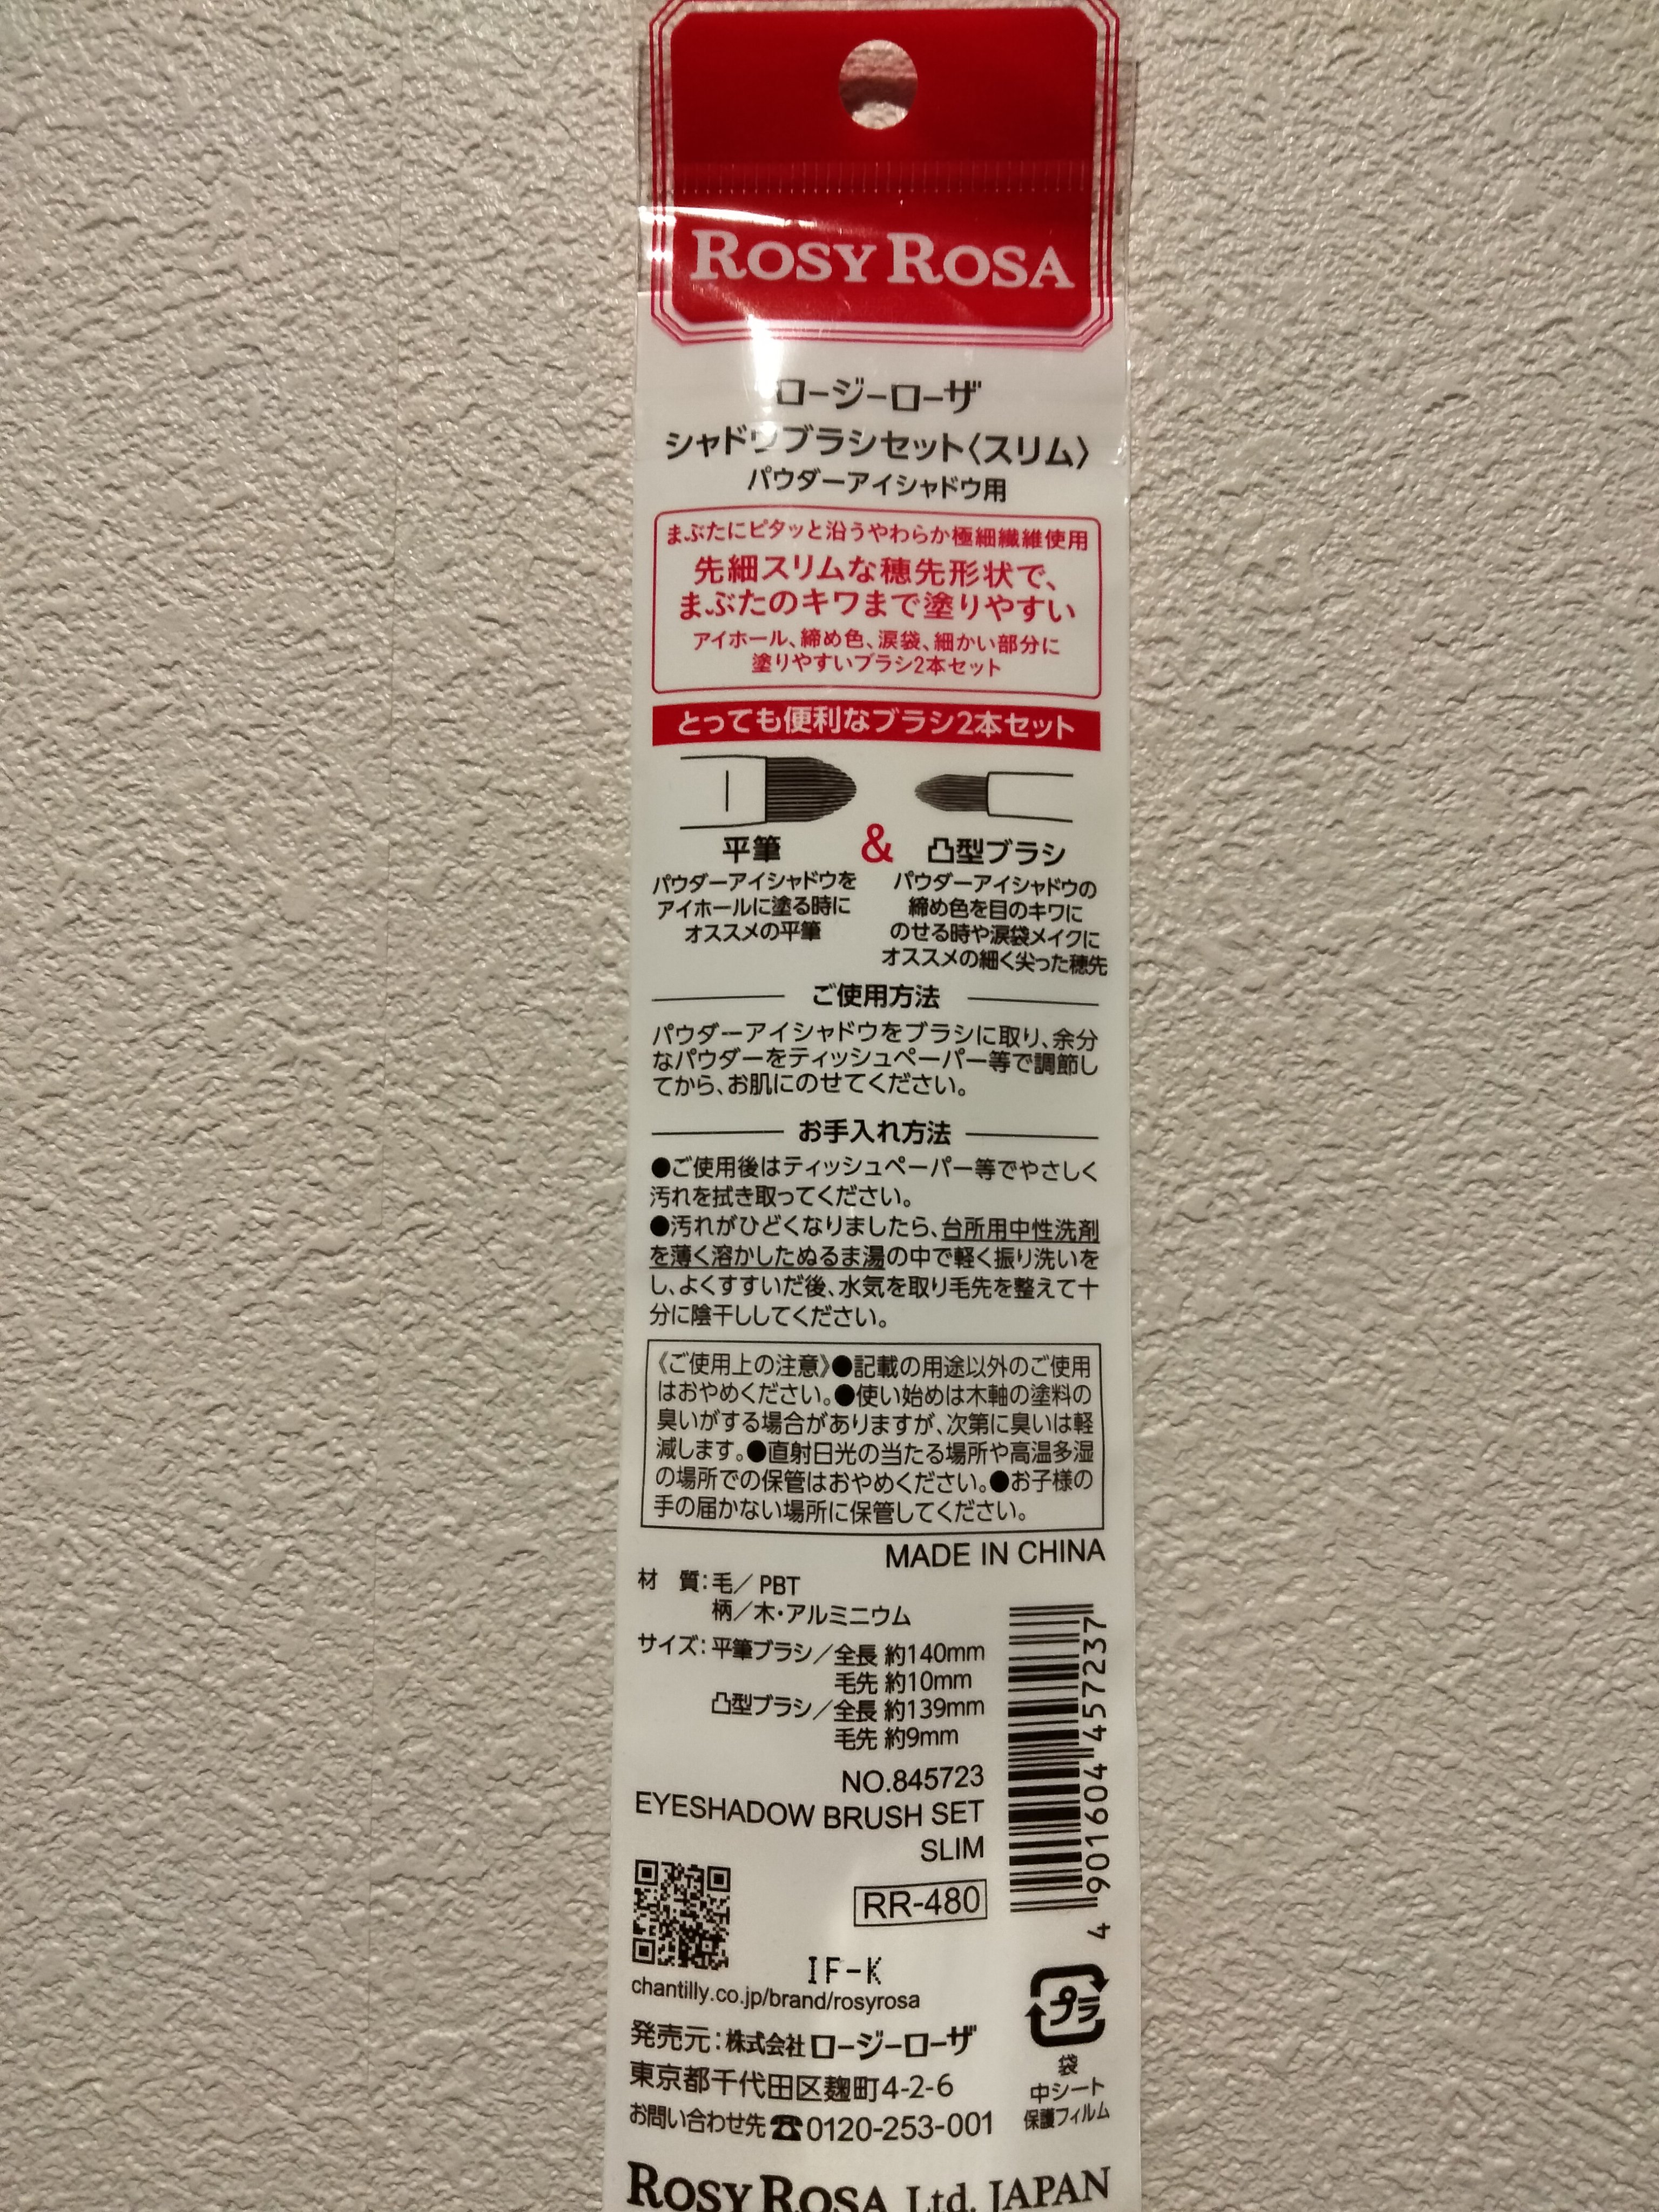 ROSY ROSA
ロージーローザ
シャドウブラシセット〈スリム〉
パウダーアイシャドウ用
まぶたにピタッと沿うやわらか極細繊維使用
先細スリムな穂先形状で、
まぶたのキワまで塗りやすい
アイホール、締め色、涙袋、細かい部分に
塗りやすいブラシ2本セット
とっても便利なブラシ2本セット
平筆
パウダーアイシャドウを
アイホールに塗る時に
オススメの平筆
&
凸型ブラシ
パウダーアイシャドウの
締め色を目のキワに
のせる時や涙袋メイクに
オススメの細く尖った穂先
ご使用方法
パウダーアイシャドウをブラシに取り、余分
なパウダーをティッシュペーパー等で調節し
てから、お肌にのせてください。
お手入れ方法
●ご使用後はティッシュペーパー等でやさしく
汚れを拭き取ってください。
●汚れがひどくなりましたら、台所用中性洗剤
を薄く溶かしたぬるま湯の中で軽く振り洗いを
し、よくすすいだ後、水気を取り毛先を整えて十
分に陰干ししてください。
《ご使用上の注意》●記載の用途以外のご使用
はおやめください。●使い始めは木軸の塗料の
臭いがする場合がありますが、次第に臭いは軽
減します。●直射日光の当たる場所や高温多湿
の場所での保管はおやめください。●お子様の
手の届かない場所に保管してください。
MADE IN CHINA
材 質：毛／PBT
柄／木・アルミニウム
サイズ：平筆ブラシ／全長 約140mm
毛先 約10mm
凸型ブラシ／全長 約139mm
毛先 約9mm
NO.845723
EYESHADOW BRUSH SET
SLIM
RR-480
4 901604 457237
IF-K
chantilly.co.jp/brand/rosyrosa
発売元：株式会社ロージーローザ
東京都千代田区麹町4-2-6
お問い合わせ先☎0120-253-001
プラ
袋
中シート
保護フィルム
ROSY ROSA Ltd. JAPAN